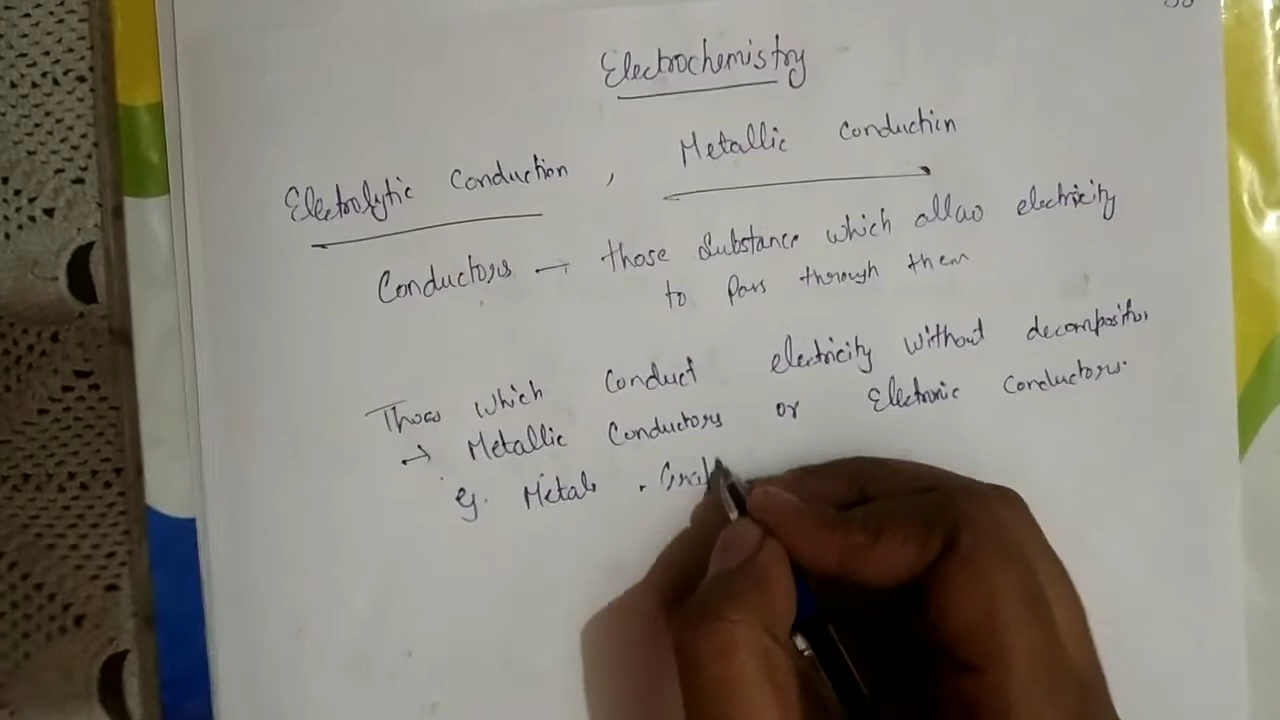 Electrochemistry
Electrolytic Conduction , Metallic Conduction
Conductors — those Substance which allow electricity
to Pass through them
Those which Conduct electricity without decomposition
→ Metallic Conductors or Electronic Conductors.
eg. Metals ,